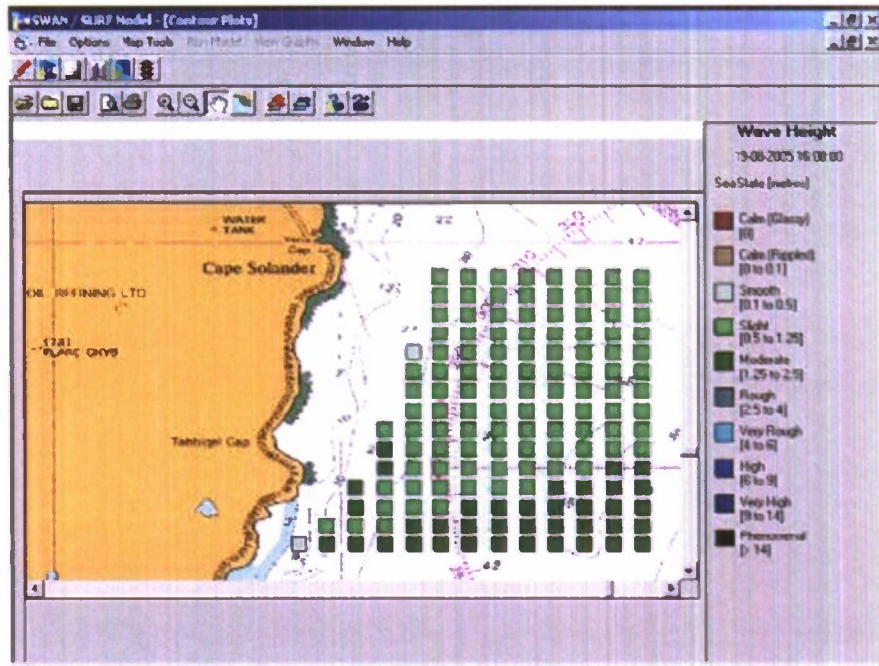 SWAN / SURF Model - [Contour Plots]
File Options Map Tools Run Model View Graphs Window Help
Wave Height
19-08-2005 16:00:00
Sea State [metres]
Calm (Glassy)
[0]
Calm (Rippled)
[0 to 0.1]
Smooth
[0.1 to 0.5]
Slight
[0.5 to 1.25]
Moderate
[1.25 to 2.5]
Rough
[2.5 to 4]
Very Rough
[4 to 6]
High
[6 to 9]
Very High
[9 to 14]
Phenomenal
[> 14]
WATER
TANK
Cape Solander
OIL REFINING LTD
Tabbigai Gap
42